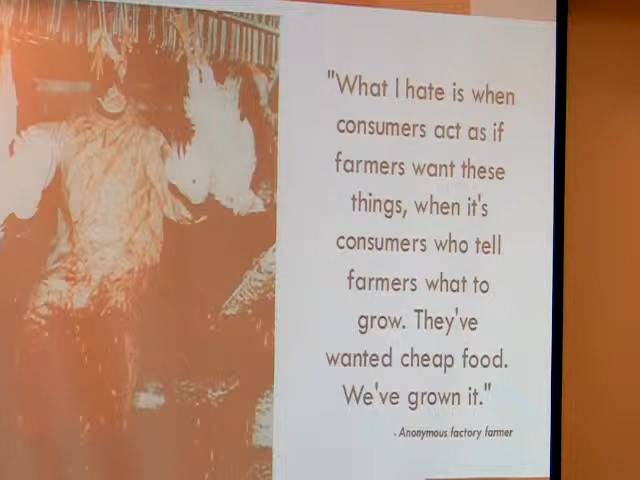 "What I hate is when
consumers act as if
farmers want these
things, when it's
consumers who tell
farmers what to
grow. They've
wanted cheap food.
We've grown it."
- Anonymous factory farmer